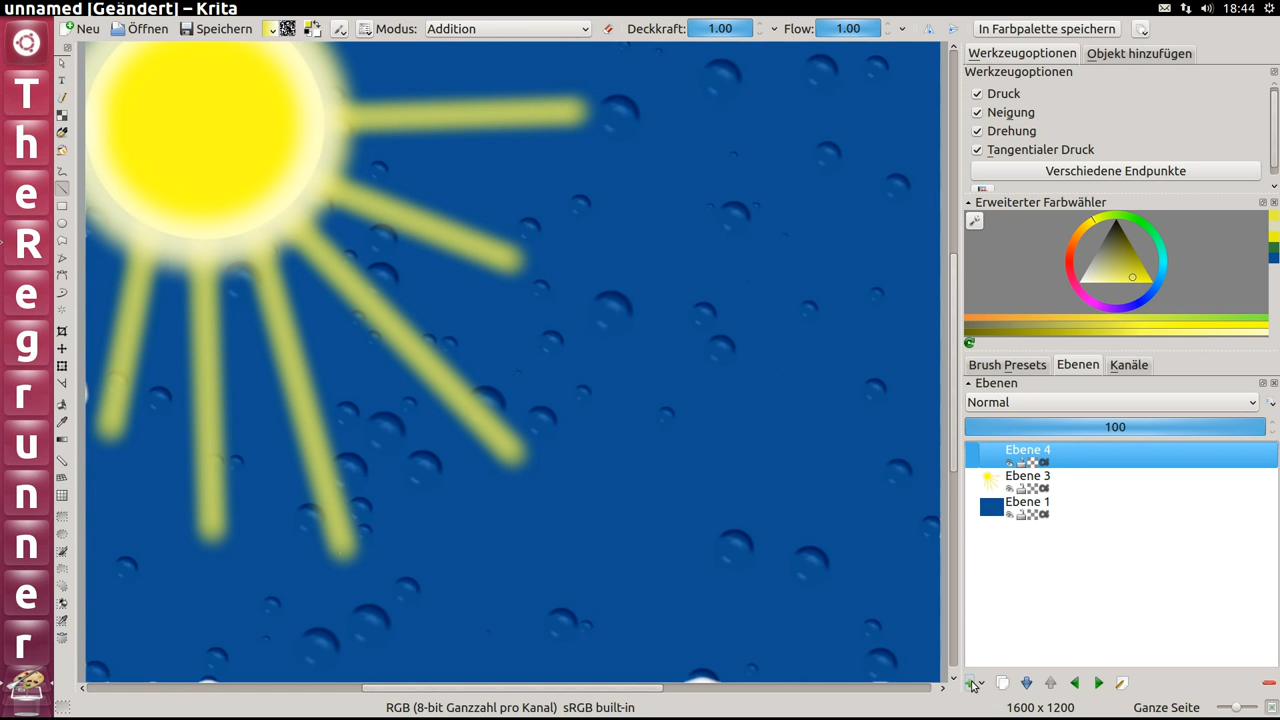 unnamed [Geändert] – Krita
18:44
Neu
Öffnen
Speichern
Modus:
Addition
Deckkraft:
1.00
Flow:
1.00
In Farbpalette speichern
Werkzeugoptionen
Objekt hinzufügen
Werkzeugoptionen
Druck
Neigung
Drehung
Tangentialer Druck
Verschiedene Endpunkte
Erweiterter Farbwähler
Brush Presets
Ebenen
Kanäle
Ebenen
Normal
100
Ebene 4
Ebene 3
Ebene 1
T
h
e
R
e
g
r
u
n
n
e
r
RGB (8-bit Ganzzahl pro Kanal) sRGB built-in
1600 x 1200
Ganze Seite